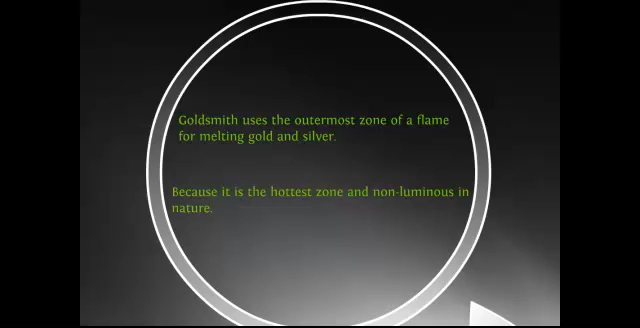 Goldsmith uses the outermost zone of a flame
for melting gold and silver.
Because it is the hottest zone and non-luminous in
nature.